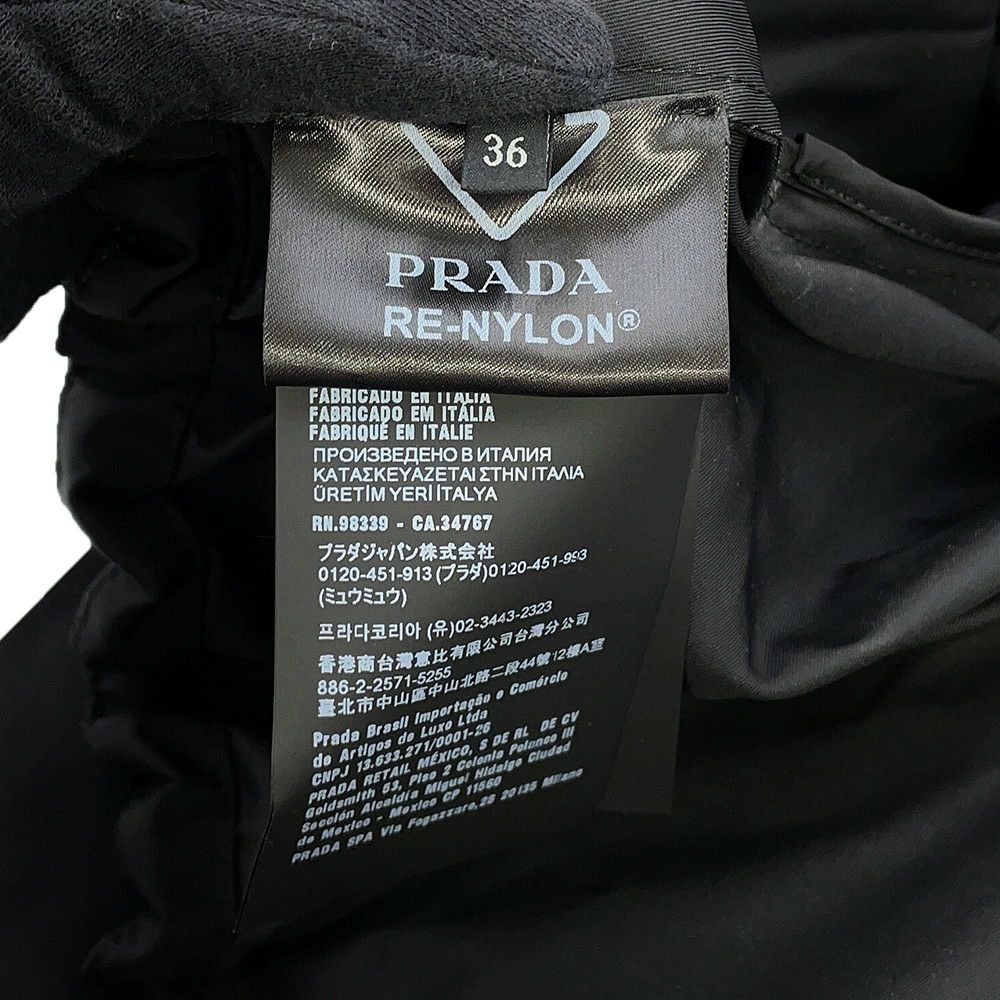 36
PRADA
RE-NYLON®
FABRICADO EN ITALIA
FABRICADO EM ITÁLIA
FABRIQUÉ EN ITALIE
ПРОИЗВЕДЕНО В ИТАЛИЯ
ΚΑΤΑΣΚΕΥΑΖΕΤΑΙ ΣΤΗΝ ΙΤΑΛΙΑ
ÜRETİM YERİ İTALYA
RN.98339 - CA.34767
プラダジャパン株式会社
0120-451-913 (プラダ)0120-451-993
(ミュウミュウ)
프라다코리아 (유)02-3443-2323
香港商台灣意比有限公司台灣分公司
886-2-2571-5255
臺北市中山區中山北路二段44號12樓A室
Prada Brasil Importação e Comércio
de Artigos de Luxo Ltda
CNPJ 13.633.271/0001-26
PRADA RETAIL MÉXICO, S DE RL DE CV
Goldsmith 53, Piso 2 Colonia Polanco III
Sección Alcaldía Miguel Hidalgo Ciudad
de Mexico - Mexico CP 11560
PRADA SPA Via Fogazzaro,28 20135 Milano